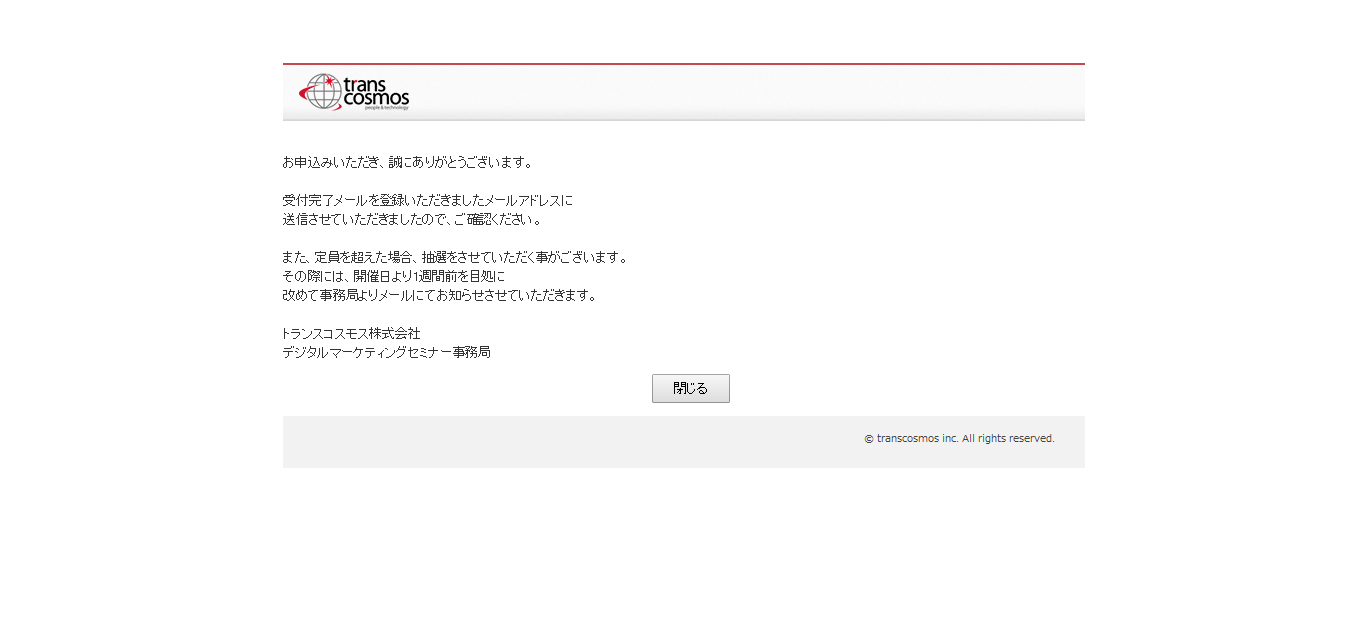 trans
cosmos
people & technology
お申込みいただき、誠にありがとうございます。
受付完了メールを登録いただきましたメールアドレスに
送信させていただきましたので、ご確認ください。
また、定員を超えた場合、抽選をさせていただく事がございます。
その際には、開催日より1週間前を目処に
改めて事務局よりメールにてお知らせさせていただきます。
トランスコスモス株式会社
デジタルマーケティングセミナー事務局
閉じる
© transcosmos inc. All rights reserved.